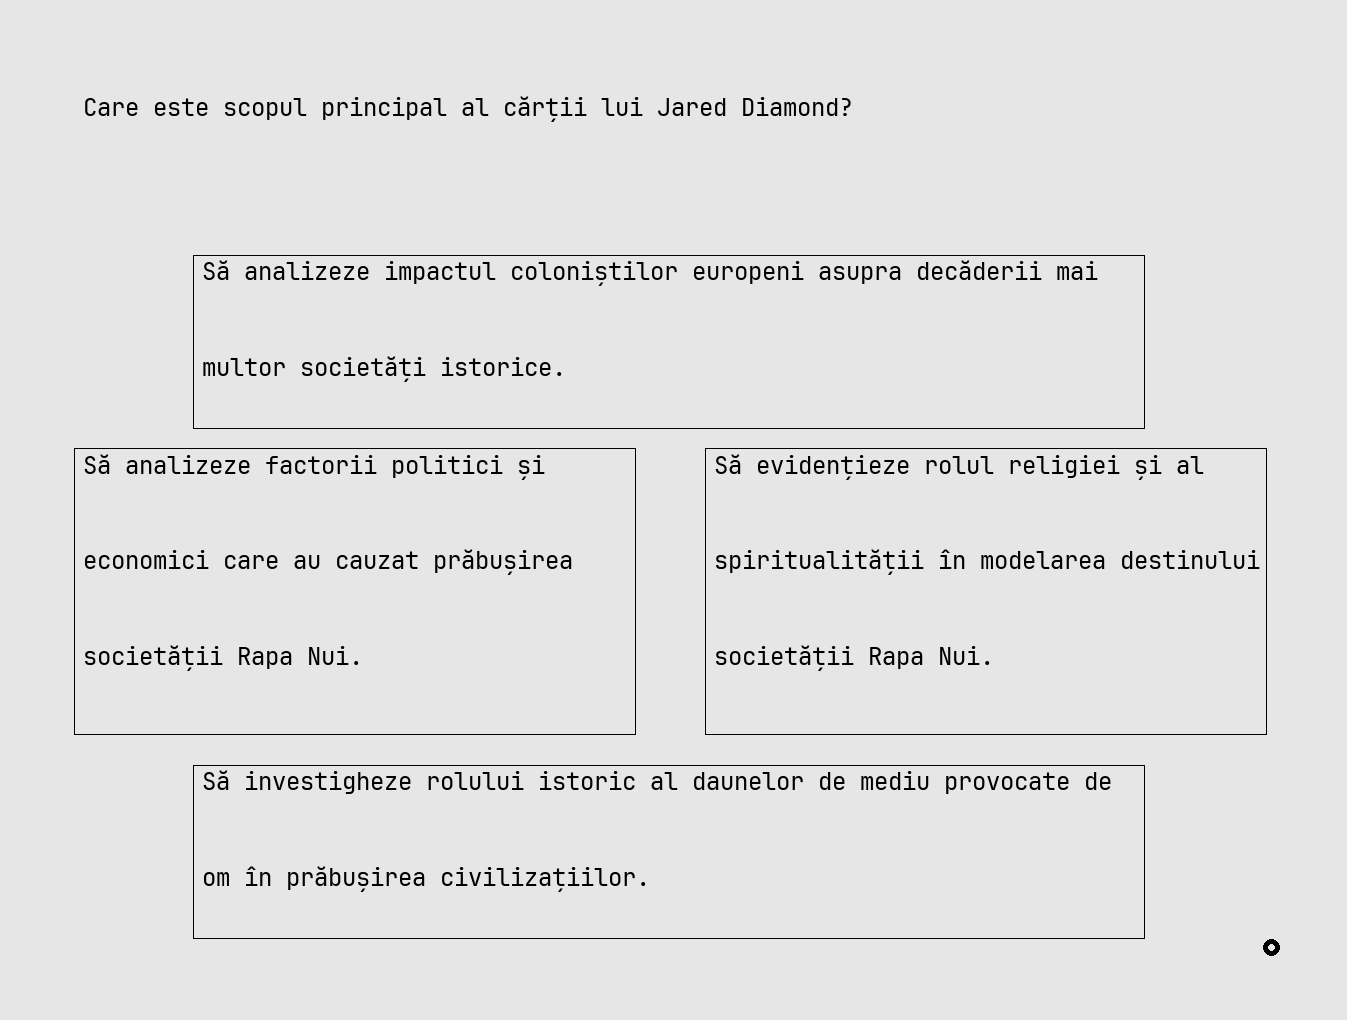 Care este scopul principal al cărții lui Jared Diamond?
Să analizeze impactul coloniștilor europeni asupra decăderii mai
multor societăți istorice.
Să analizeze factorii politici și
economici care au cauzat prăbușirea
societății Rapa Nui.
Să evidențieze rolul religiei și al
spiritualității în modelarea destinului
societății Rapa Nui.
Să investigheze rolului istoric al daunelor de mediu provocate de
om în prăbușirea civilizațiilor.